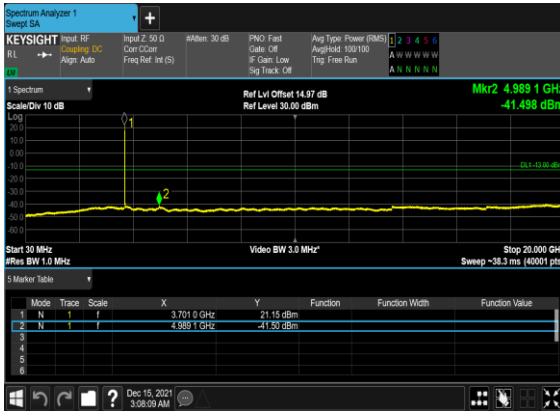 Spectrum Analyzer 1
Swept SA
+
KEYSIGHT Input: RF Input Z: 50 Ω #Atten: 30 dB PNO: Fast Avg Type: Power (RMS) 1 2 3 4 5 6
RL Coupling: DC Corr CCorr Gate: Off Avg|Hold: 100/100 A W W W W W
Align: Auto Freq Ref: Int (S) IF Gain: Low Trig: Free Run
Sig Track: Off A N N N N N
1 Spectrum Ref Lvl Offset 14.97 dB Mkr2 4.989 1 GHz
Scale/Div 10 dB Ref Level 30.00 dBm -41.498 dBm
Log
20.0
10.0
0.00
-10.0
DL1 -13.00 dBm
-20.0
-30.0
-40.0
-50.0
-60.0
1
2
Start 30 MHz Video BW 3.0 MHz* Stop 20.000 GHz
#Res BW 1.0 MHz Sweep ~38.3 ms (40001 pts)
5 Marker Table
Mode Trace Scale X Y Function Function Width Function Value
1 N 1 f 3.701 0 GHz 21.15 dBm
2 N 1 f 4.989 1 GHz -41.50 dBm
3
4
5
6
? Dec 15, 2021
3:08:09 AM